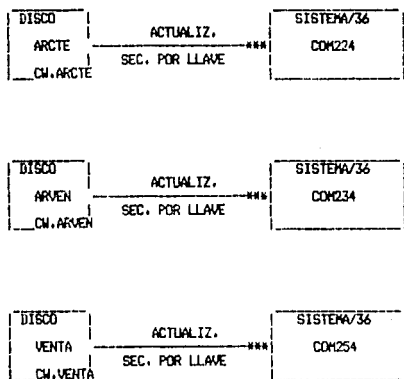 DISCO
ARCTE
CW.ARCTE
ACTUALIZ.
SEC. POR LLAVE
***
SISTEMA/36
COM224
DISCO
ARVEN
CW.ARVEN
ACTUALIZ.
SEC. POR LLAVE
***
SISTEMA/36
COM234
DISCO
VENTA
CW.VENTA
ACTUALIZ.
SEC. POR LLAVE
***
SISTEMA/36
COM254